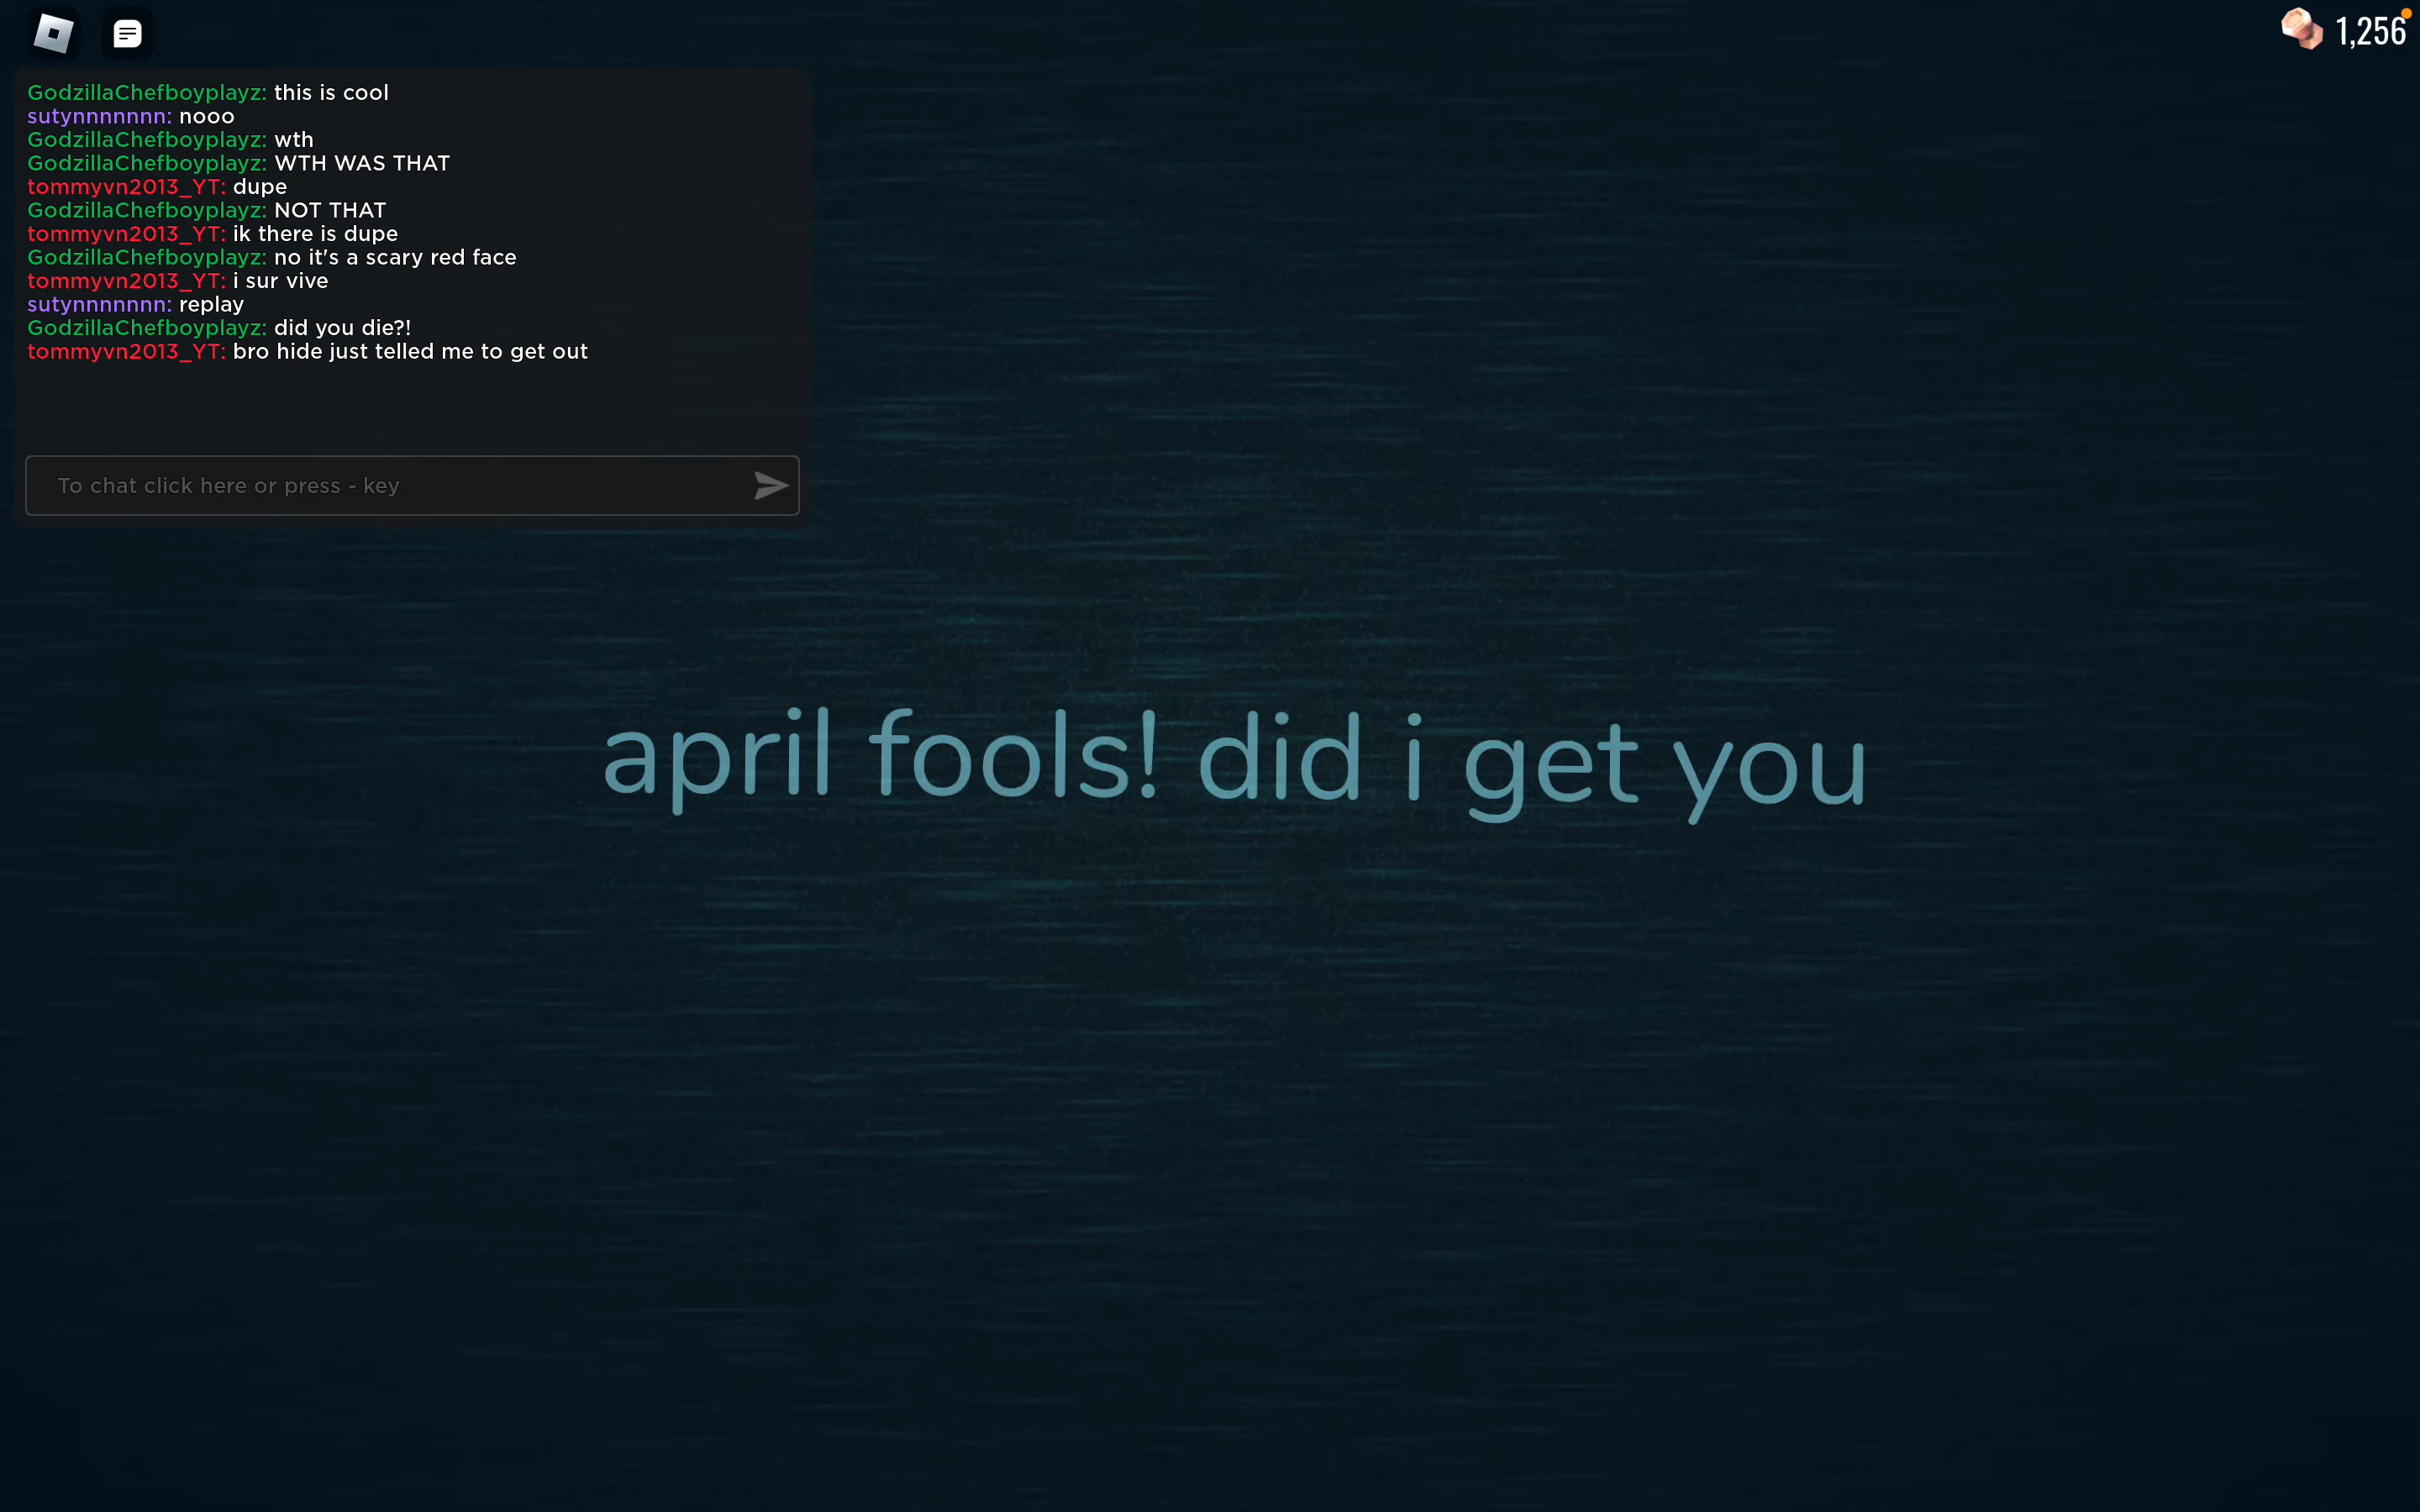 1,256
GodzillaChefboyplayz: this is cool
sutynnnnnnn: nooo
GodzillaChefboyplayz: wth
GodzillaChefboyplayz: WTH WAS THAT
tommyvn2013_YT: dupe
GodzillaChefboyplayz: NOT THAT
tommyvn2013_YT: ik there is dupe
GodzillaChefboyplayz: no it's a scary red face
tommyvn2013_YT: i sur vive
sutynnnnnnn: replay
GodzillaChefboyplayz: did you die?!
tommyvn2013_YT: bro hide just telled me to get out
To chat click here or press - key
april fools! did i get you